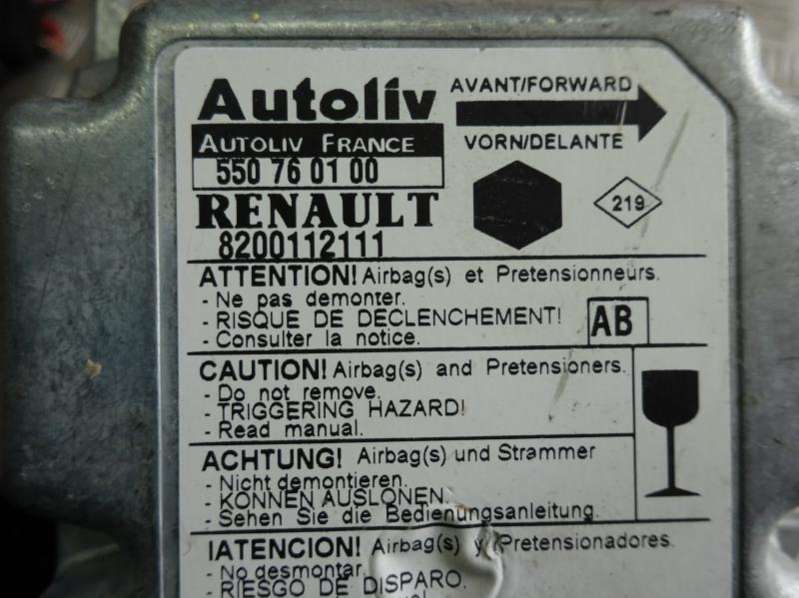 Autoliv
AVANT/FORWARD
AUTOLIV FRANCE
VORN/DELANTE
550 76 01 00
RENAULT
219
8200112111
ATTENTION! Airbag(s) et Pretensionneurs.
- Ne pas demonter.
- RISQUE DE DECLENCHEMENT!
AB
- Consulter la notice.
CAUTION! Airbag(s) and Pretensioners.
- Do not remove.
- TRIGGERING HAZARD!
- Read manual.
ACHTUNG! Airbag(s) und Strammer
- Nicht demontieren.
- KONNEN AUSLONEN.
- Sehen Sie die Bedienungsanleitung.
!ATENCION! Airbag(s) y Pretensionadores.
- No desmontar.
- RIESGO DE DISPARO.